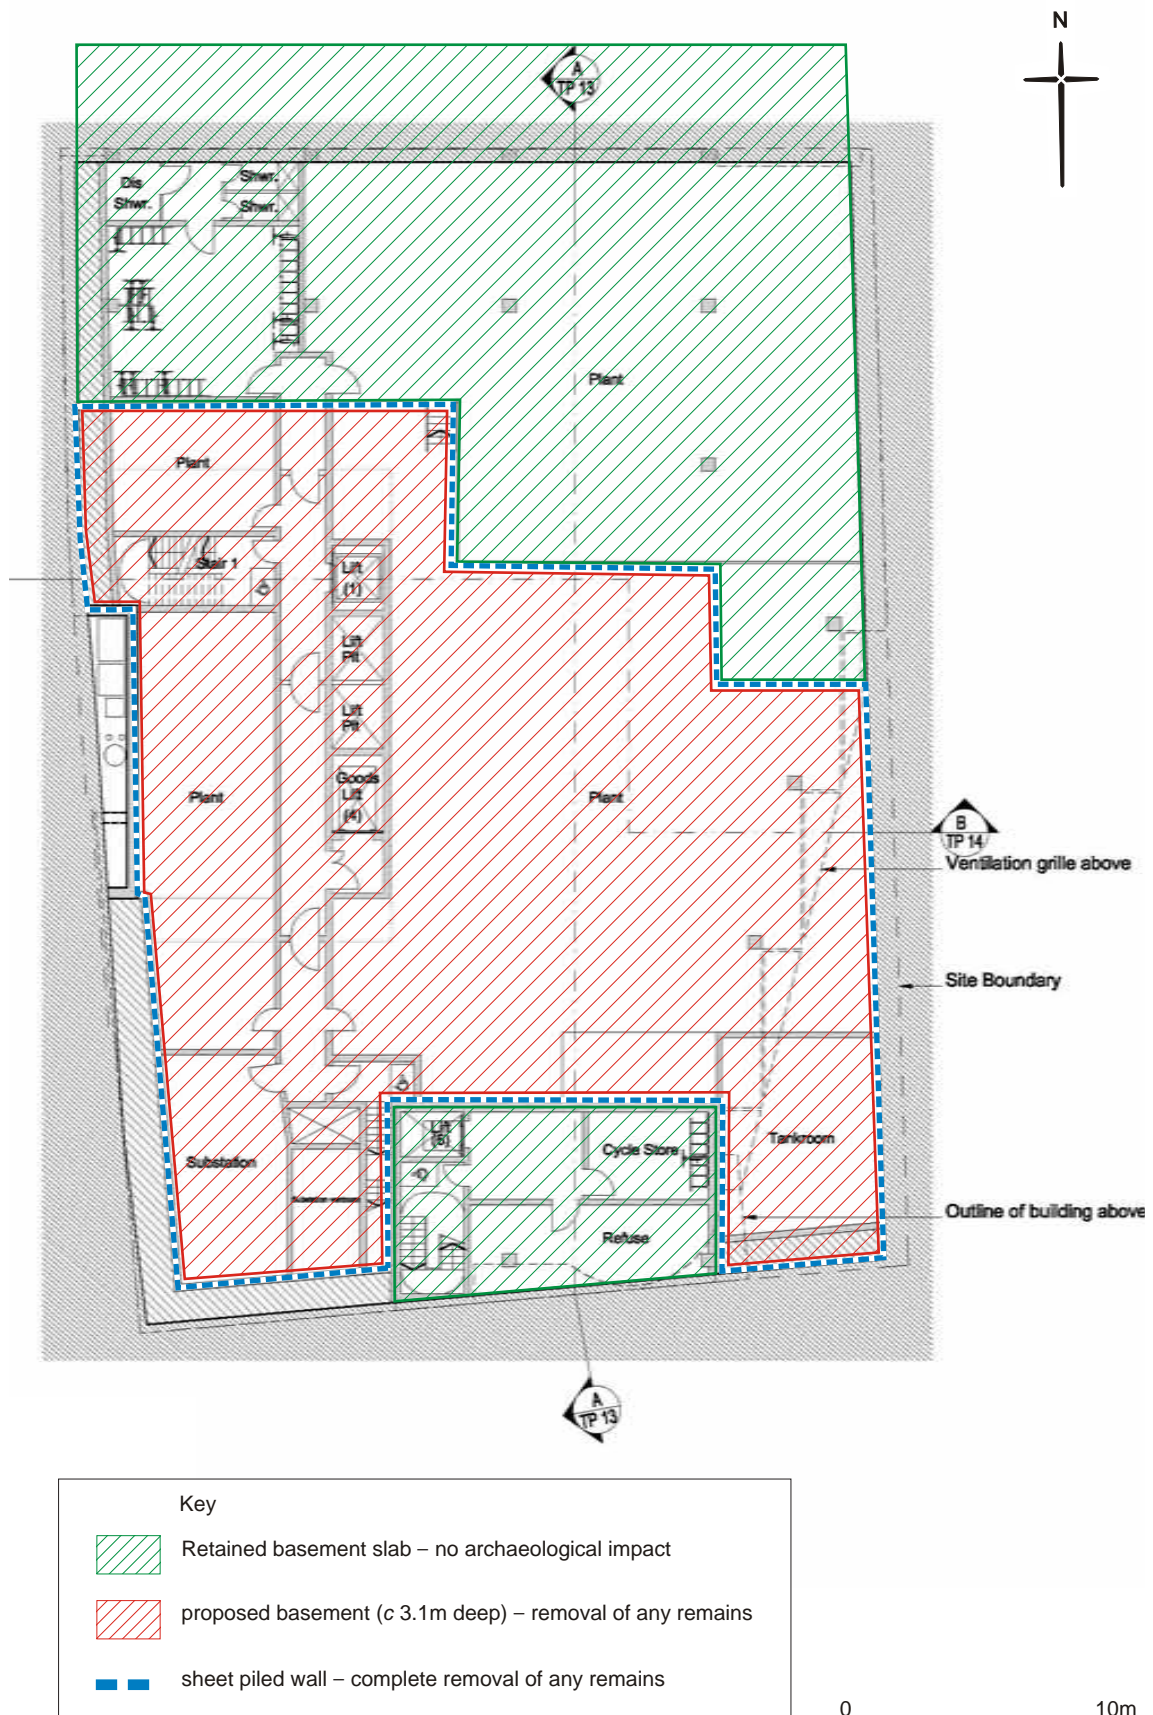 N
A
TP 13
Dis
Shwr.
Shwr.
Shwr.
Plant
Plant
Stair 1
Lift
(1)
Lift
Pit
Lift
Pit
Goods
Lift
(4)
Plant
Plant
B
TP 14
Ventilation grille above
Site Boundary
Lift
Cycle Store
Tankroom
Substation
Outline of building above
Refuse
A
TP 13
Key
Retained basement slab – no archaeological impact
proposed basement (c 3.1m deep) – removal of any remains
sheet piled wall – complete removal of any remains
0 10m